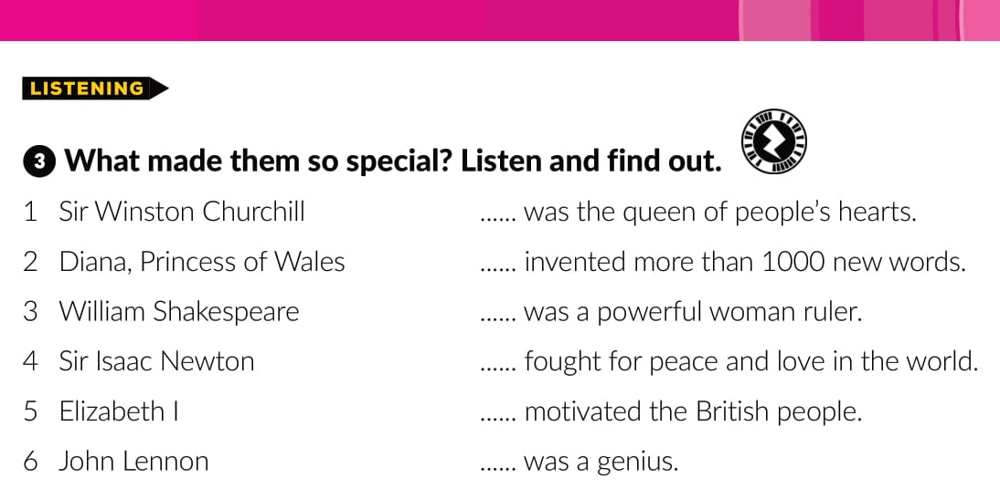 LISTENING
3 What made them so special? Listen and find out.
1 Sir Winston Churchill ...... was the queen of people's hearts.
2 Diana, Princess of Wales ...... invented more than 1000 new words.
3 William Shakespeare ...... was a powerful woman ruler.
4 Sir Isaac Newton ...... fought for peace and love in the world.
5 Elizabeth I ...... motivated the British people.
6 John Lennon ...... was a genius.